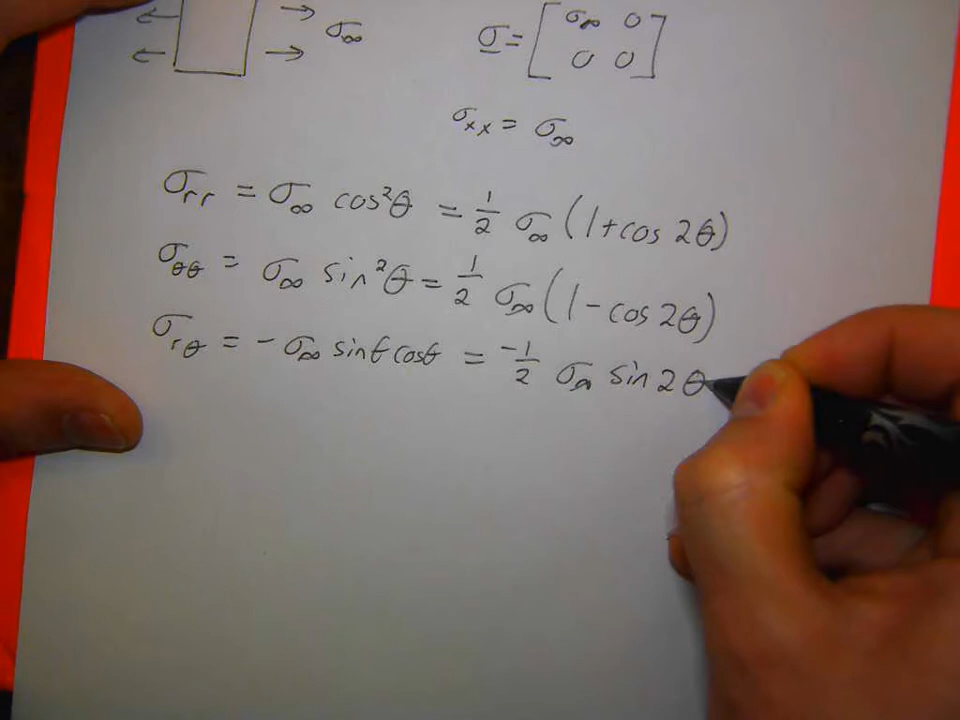 σ∞ σ = [σ∞ 0
0 0]
σxx = σ∞
σrr = σ∞ cos²θ = 1/2 σ∞ (1+cos 2θ)
σθθ = σ∞ sin²θ = 1/2 σ∞ (1 - cos 2θ)
σrθ = - σ∞ sinθ cosθ = -1/2 σ∞ sin 2θ